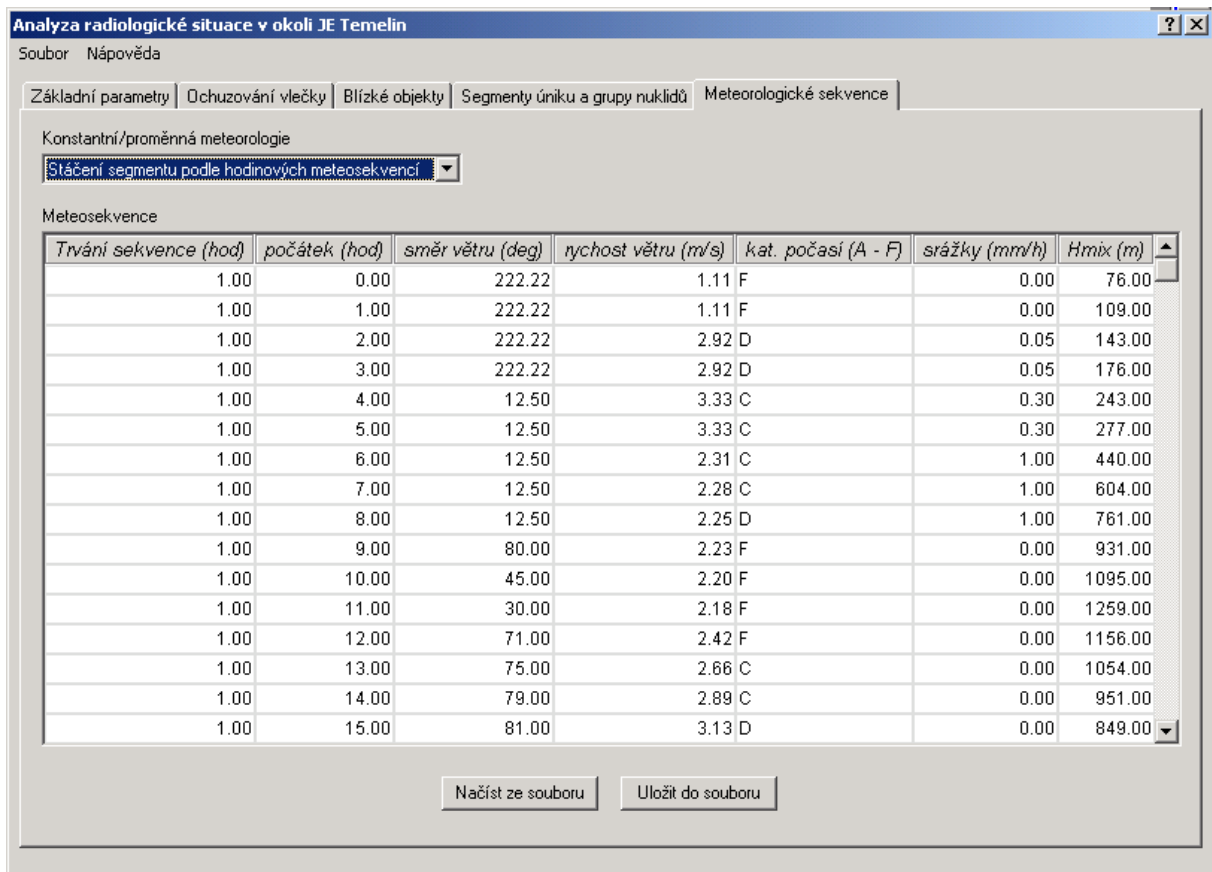 Analyza radiologické situace v okoli JE Temelin
Soubor Nápověda
Základní parametry Ochuzování vlečky Blízké objekty Segmenty úniku a grupy nuklidů Meteorologické sekvence
Konstantní/proměnná meteorologie
Stáčení segmentu podle hodinových meteosekvencí
Meteosekvence
Trvání sekvence (hod) počátek (hod) směr větru (deg) rychost větru (m/s) kat. počasí (A - F) srážky (mm/h) Hmix (m)
1.00 0.00 222.22 1.11 F 0.00 76.00
1.00 1.00 222.22 1.11 F 0.00 109.00
1.00 2.00 222.22 2.92 D 0.05 143.00
1.00 3.00 222.22 2.92 D 0.05 176.00
1.00 4.00 12.50 3.33 C 0.30 243.00
1.00 5.00 12.50 3.33 C 0.30 277.00
1.00 6.00 12.50 2.31 C 1.00 440.00
1.00 7.00 12.50 2.28 C 1.00 604.00
1.00 8.00 12.50 2.25 D 1.00 761.00
1.00 9.00 80.00 2.23 F 0.00 931.00
1.00 10.00 45.00 2.20 F 0.00 1095.00
1.00 11.00 30.00 2.18 F 0.00 1259.00
1.00 12.00 71.00 2.42 F 0.00 1156.00
1.00 13.00 75.00 2.66 C 0.00 1054.00
1.00 14.00 79.00 2.89 C 0.00 951.00
1.00 15.00 81.00 3.13 D 0.00 849.00
Načíst ze souboru Uložit do souboru